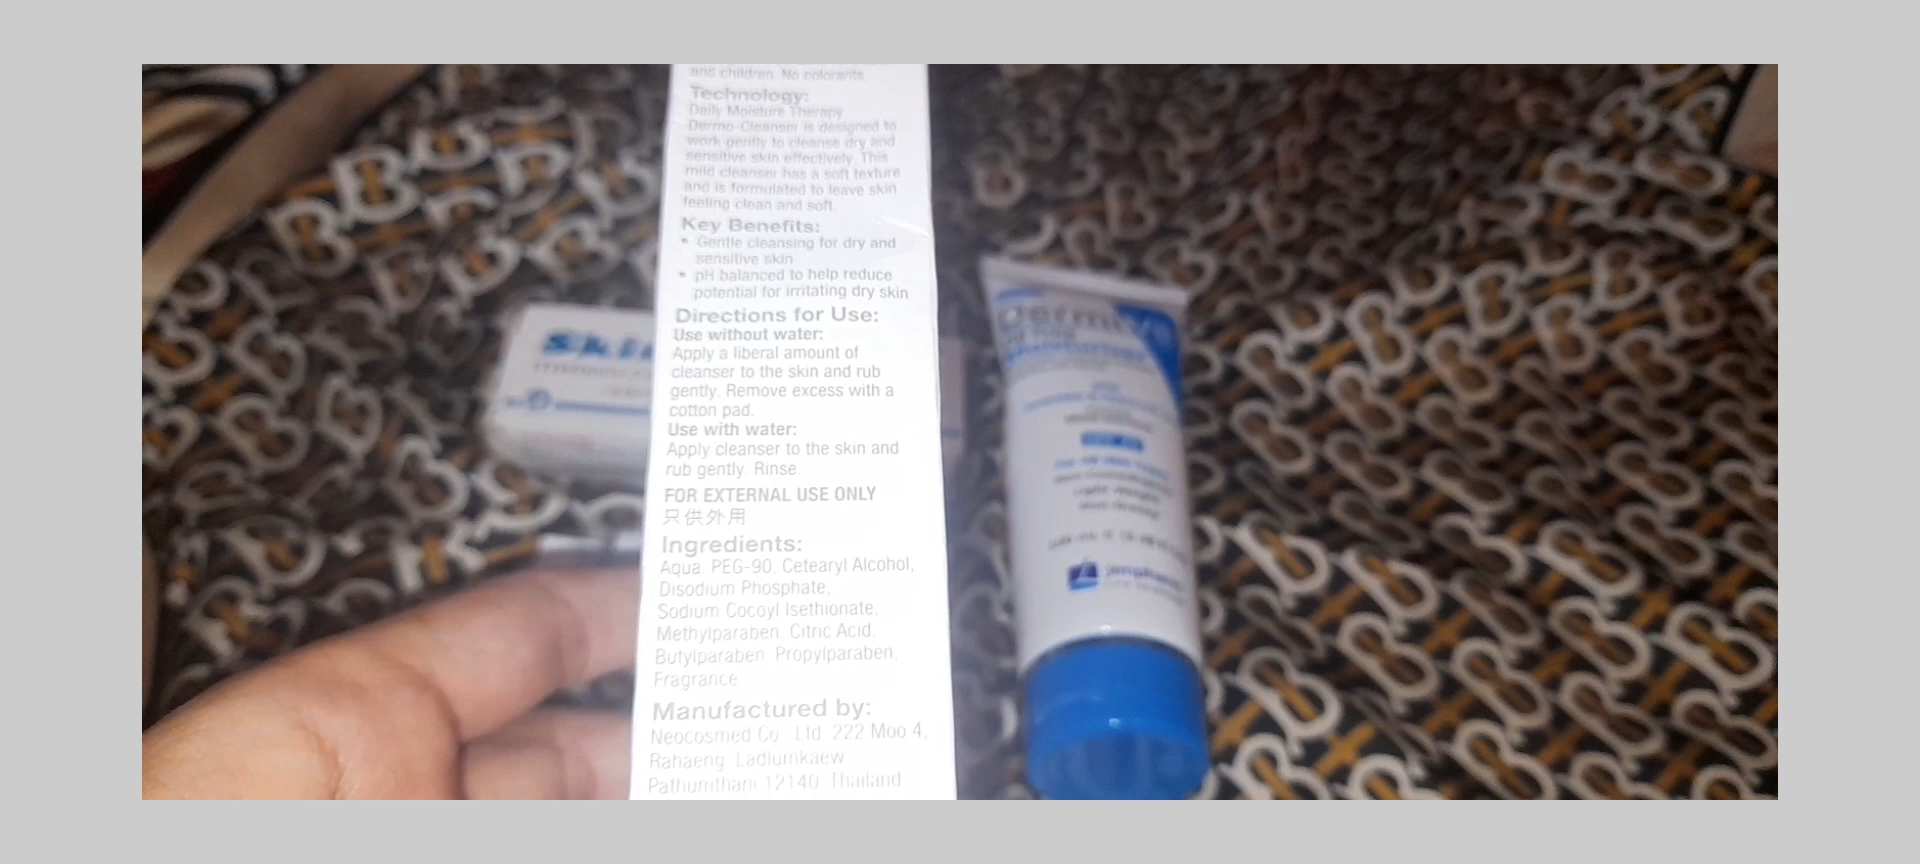 and children. No colorants.
Technology:
Daily Moisture Therapy
Dermo-Cleanser is designed to
work gently to cleanse dry and
sensitive skin effectively. This
mild cleanser has a soft texture
and is formulated to leave skin
feeling clean and soft.
Key Benefits:
• Gentle cleansing for dry and
sensitive skin
• pH balanced to help reduce
potential for irritating dry skin
Directions for Use:
Use without water:
Apply a liberal amount of
cleanser to the skin and rub
gently. Remove excess with a
cotton pad.
Use with water:
Apply cleanser to the skin and
rub gently. Rinse.
FOR EXTERNAL USE ONLY
只供外用
Ingredients:
Aqua, PEG-90, Cetearyl Alcohol,
Disodium Phosphate,
Sodium Cocoyl Isethionate,
Methylparaben, Citric Acid,
Butylparaben, Propylparaben,
Fragrance
Manufactured by:
Neocosmed Co., Ltd. 222 Moo 4,
Rahaeng, Ladlumkaew,
Pathumthani 12140, Thailand
Moisturizer